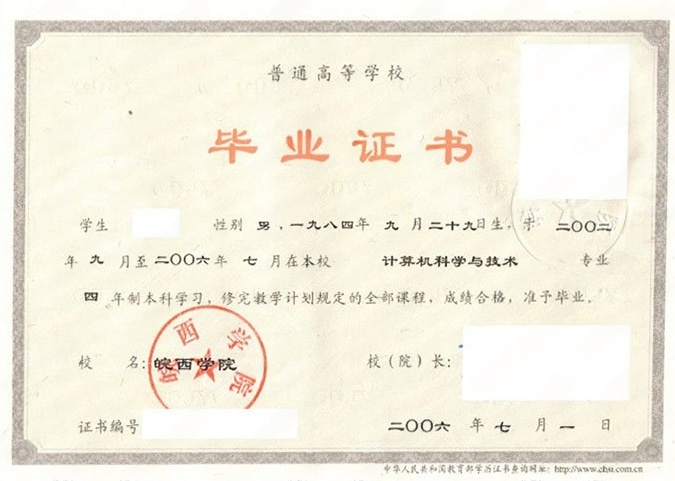 普通高等学校
毕业证书
学生 性别 男，一九八四年 九 月 二十九日生，于 二〇〇二
年 九 月至二〇〇六年 七 月在本校 计算机科学与技术 专业
四 年制本科学习，修完教学计划规定的全部课程，成绩合格，准予毕业。
皖西学院
校 名：皖西学院 校（院）长：
证书编号 二〇〇六 年 七 月 一 日
中华人民共和国教育部学历证书查询网址：http://www.chsi.com.cn